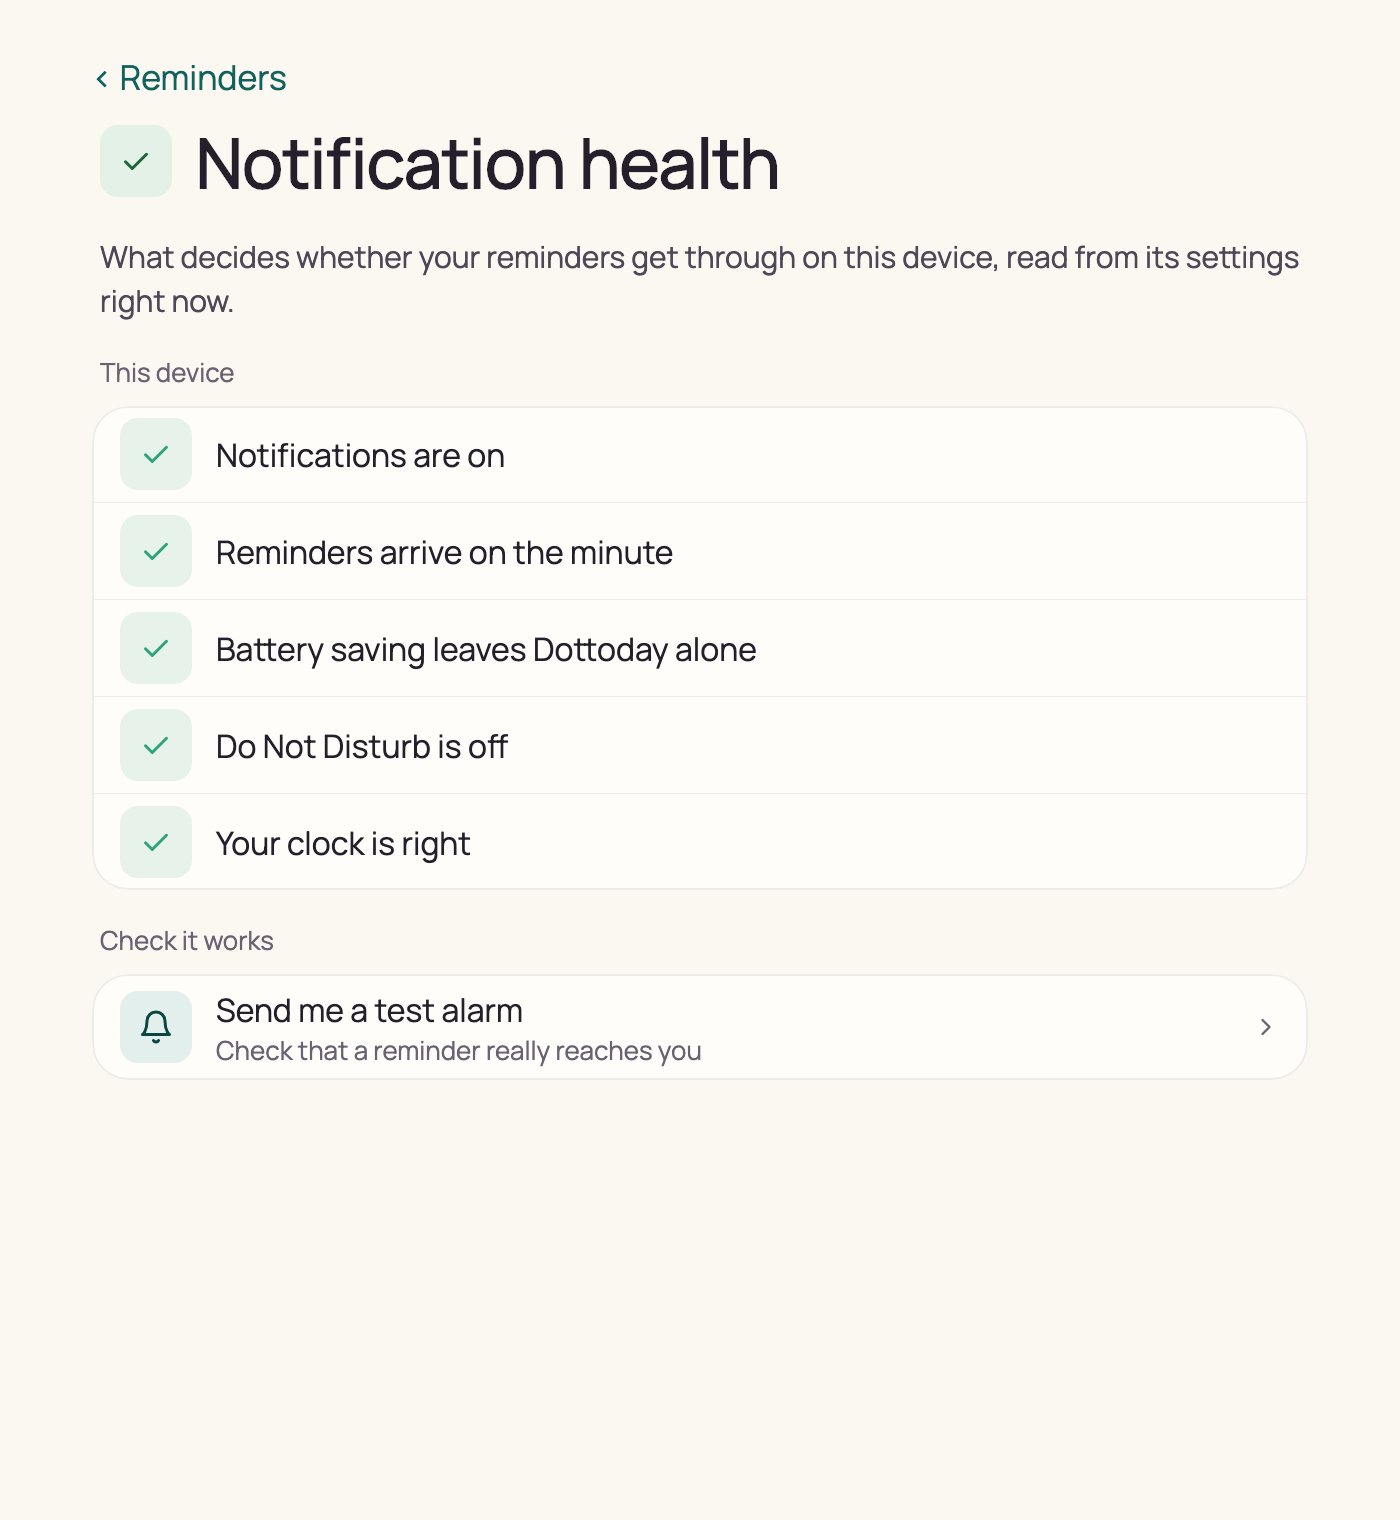 Reminders
Notification health
What decides whether your reminders get through on this device, read from its settings
right now.
This device
Notifications are on
Reminders arrive on the minute
Battery saving leaves Dottoday alone
Do Not Disturb is off
Your clock is right
Check it works
Send me a test alarm
Check that a reminder really reaches you